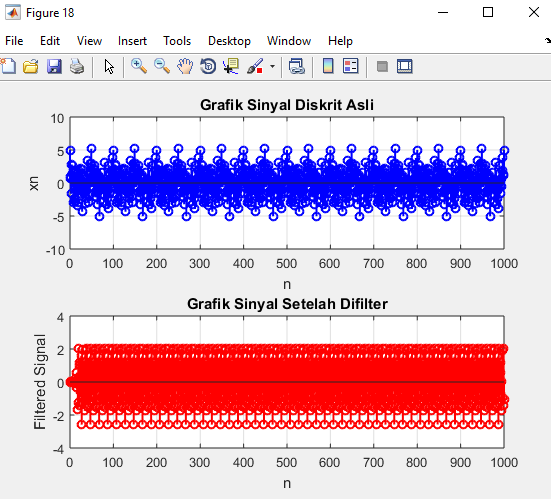 Figure 18
File Edit View Insert Tools Desktop Window Help
Grafik Sinyal Diskrit Asli
10
5
0
-5
-10
xn
0 100 200 300 400 500 600 700 800 900 1000
n
Grafik Sinyal Setelah Difilter
4
2
0
-2
-4
Filtered Signal
0 100 200 300 400 500 600 700 800 900 1000
n